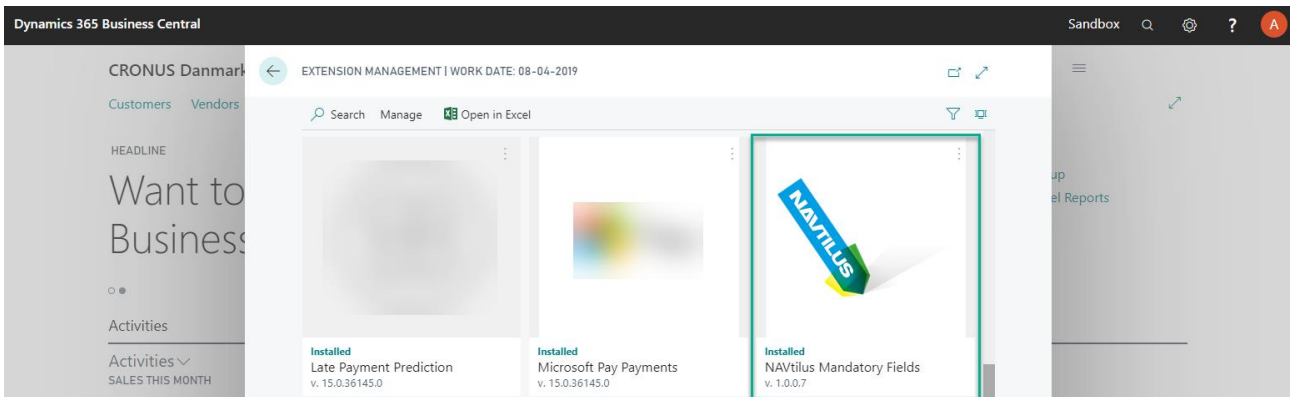 Dynamics 365 Business Central
Sandbox
?
A
CRONUS Danmark
EXTENSION MANAGEMENT | WORK DATE: 08-04-2019
Customers Vendors
Search Manage Open in Excel
HEADLINE
Want to
Business
up
el Reports
NAVTILUS
Activities
Activities
SALES THIS MONTH
Installed
Late Payment Prediction
v. 15.0.36145.0
Installed
Microsoft Pay Payments
v. 15.0.36145.0
Installed
NAVtilus Mandatory Fields
v. 1.0.0.7